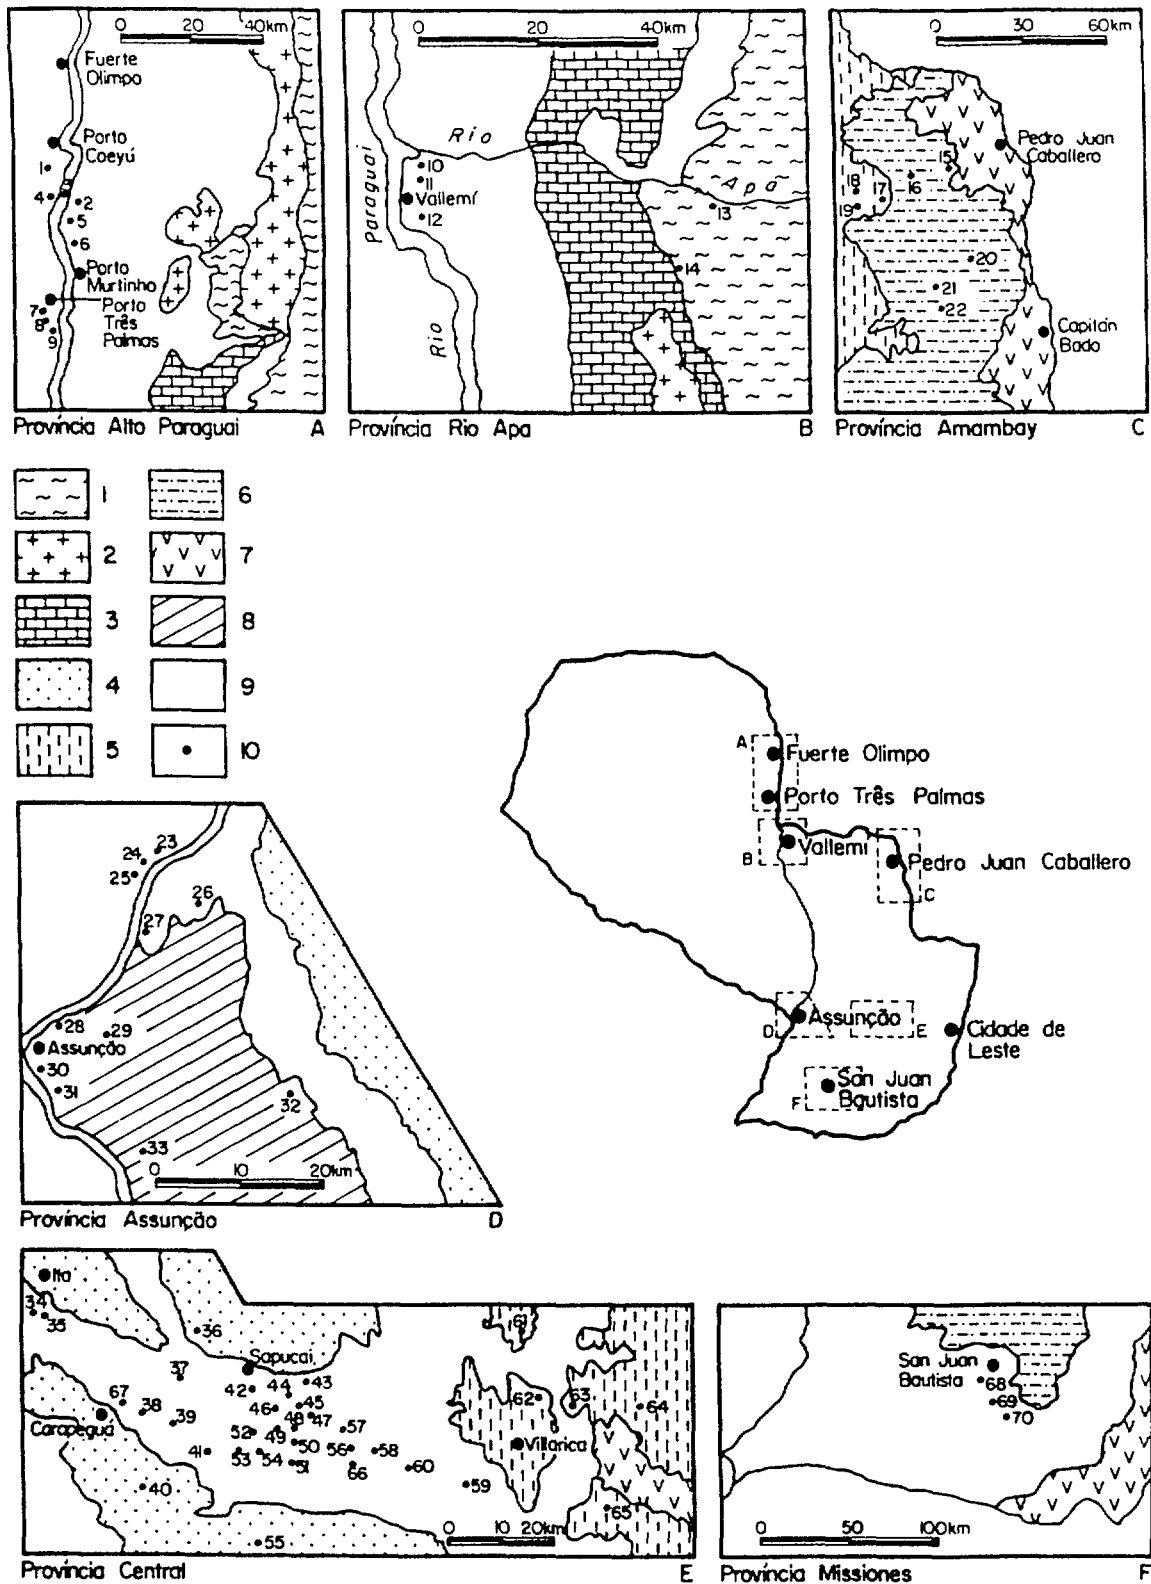 0 20 40km
Fuerte
Olimpo
Porto
Coeyú
1
4
2
5
6
Porto
Murtinho
Porto
Três
Palmas
7
8
9
Província Alto Paraguai A
0 20 40
Rio
Apa
Paraguai
Rio
10
11
Vallemí
12
13
14
Província Rio Apa B
0 30 60km
Pedro Juan
Caballero
15
16
17
18
19
20
21
22
Capitán
Bado
Província Amambay C
1 6
2 7
3 8
4 9
5 10
A
Fuerte Olimpo
Porto Três Palmas
B
Vallemi
Pedro Juan Caballero
C
D
Assunção
E
Cidade de
Leste
San Juan
Bautista
F
23
24
25
26
27
28
29
Assunção
30
31
32
33
0 10 20km
Província Assunção D
Ita
34
35
36
Sapucai
37
42
44
43
45
46
67
38
39
Carapeguá
48
47
52
49
57
50
56
58
41
53
54
51
66
60
59
40
55
61
62
63
64
Villarica
65
0 10 20km
Província Central E
San Juan
Bautista
68
69
70
0 50 100km
Província Missiones F